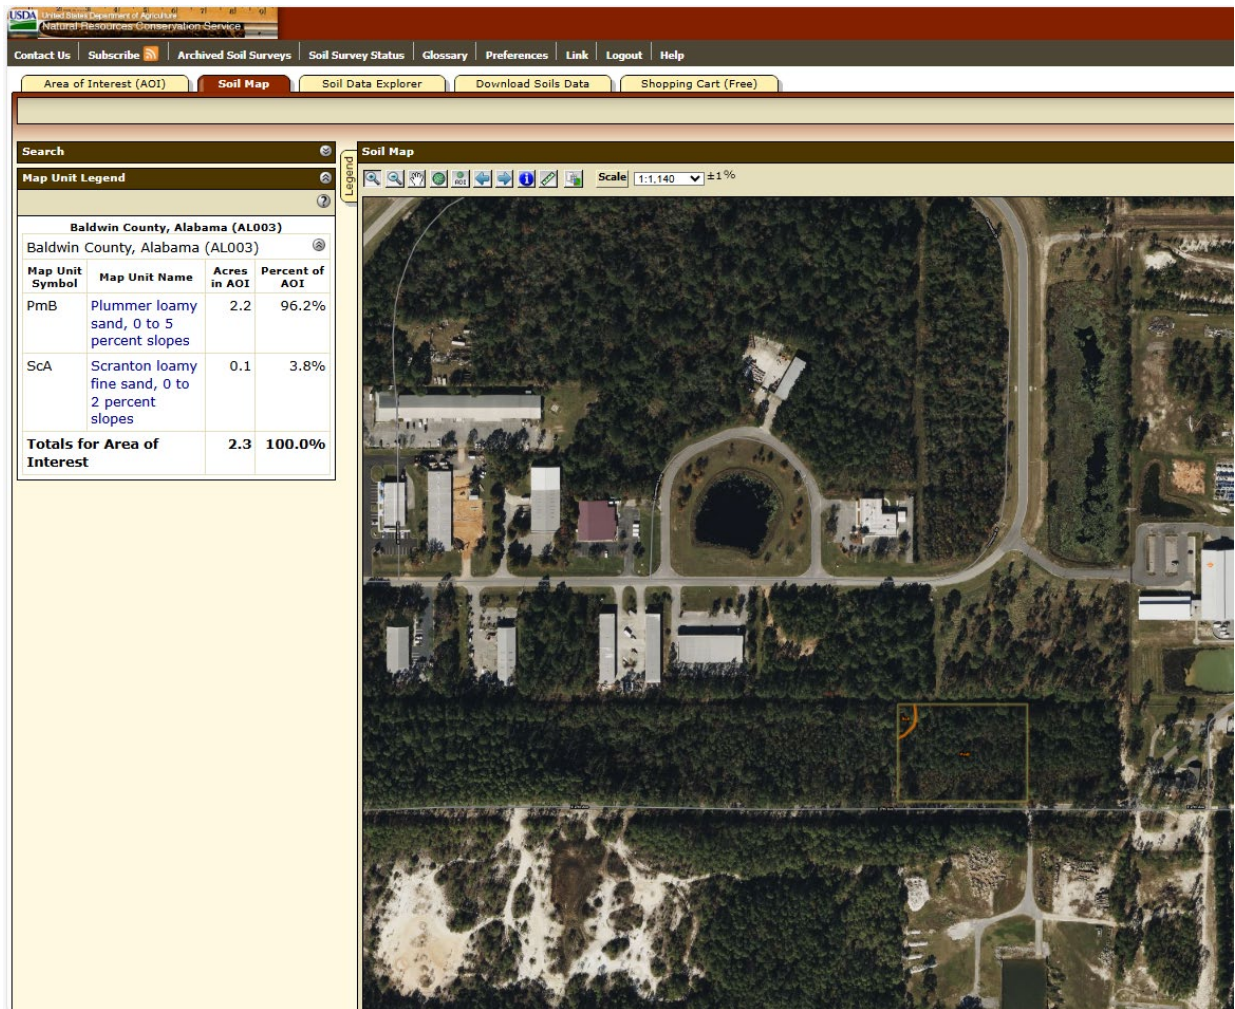 USDA United States Department of Agriculture
Natural Resources Conservation Service
Contact Us | Subscribe | Archived Soil Surveys | Soil Survey Status | Glossary | Preferences | Link | Logout | Help
Area of Interest (AOI) Soil Map Soil Data Explorer Download Soils Data Shopping Cart (Free)
Search
Map Unit Legend
Baldwin County, Alabama (AL003)
Baldwin County, Alabama (AL003)
Map Unit Symbol Map Unit Name Acres in AOI Percent of AOI
PmB Plummer loamy sand, 0 to 5 percent slopes 2.2 96.2%
ScA Scranton loamy fine sand, 0 to 2 percent slopes 0.1 3.8%
Totals for Area of Interest 2.3 100.0%
Legend
Soil Map
AOI Scale 1:1,140 ±1%